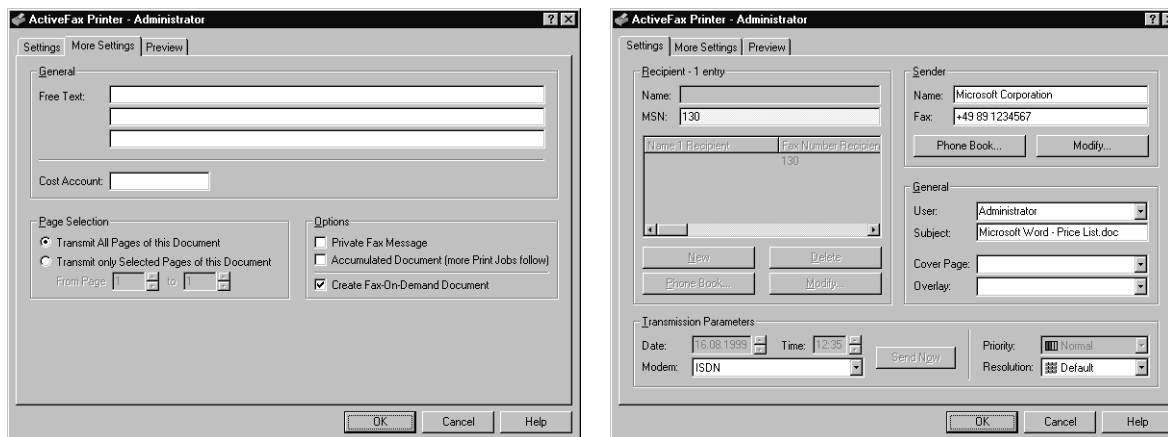 ActiveFax Printer - Administrator
Settings More Settings Preview
General
Free Text:
Cost Account:
Page Selection
Transmit All Pages of this Document
Transmit only Selected Pages of this Document
From Page 1 to 1
Options
Private Fax Message
Accumulated Document (more Print Jobs follow)
Create Fax-On-Demand Document
OK Cancel Help
ActiveFax Printer - Administrator
Settings More Settings Preview
Recipient - 1 entry
Name:
MSN: 130
Name 1 Recipient Fax Number Recipien
130
New Delete
Phone Book... Modify...
Sender
Name: Microsoft Corporation
Fax: +49 89 1234567
Phone Book... Modify...
General
User: Administrator
Subject: Microsoft Word - Price List.doc
Cover Page:
Overlay:
Transmission Parameters
Date: 16.08.1999 Time: 12:35 Send Now Priority: Normal
Modem: ISDN Resolution: Default
OK Cancel Help